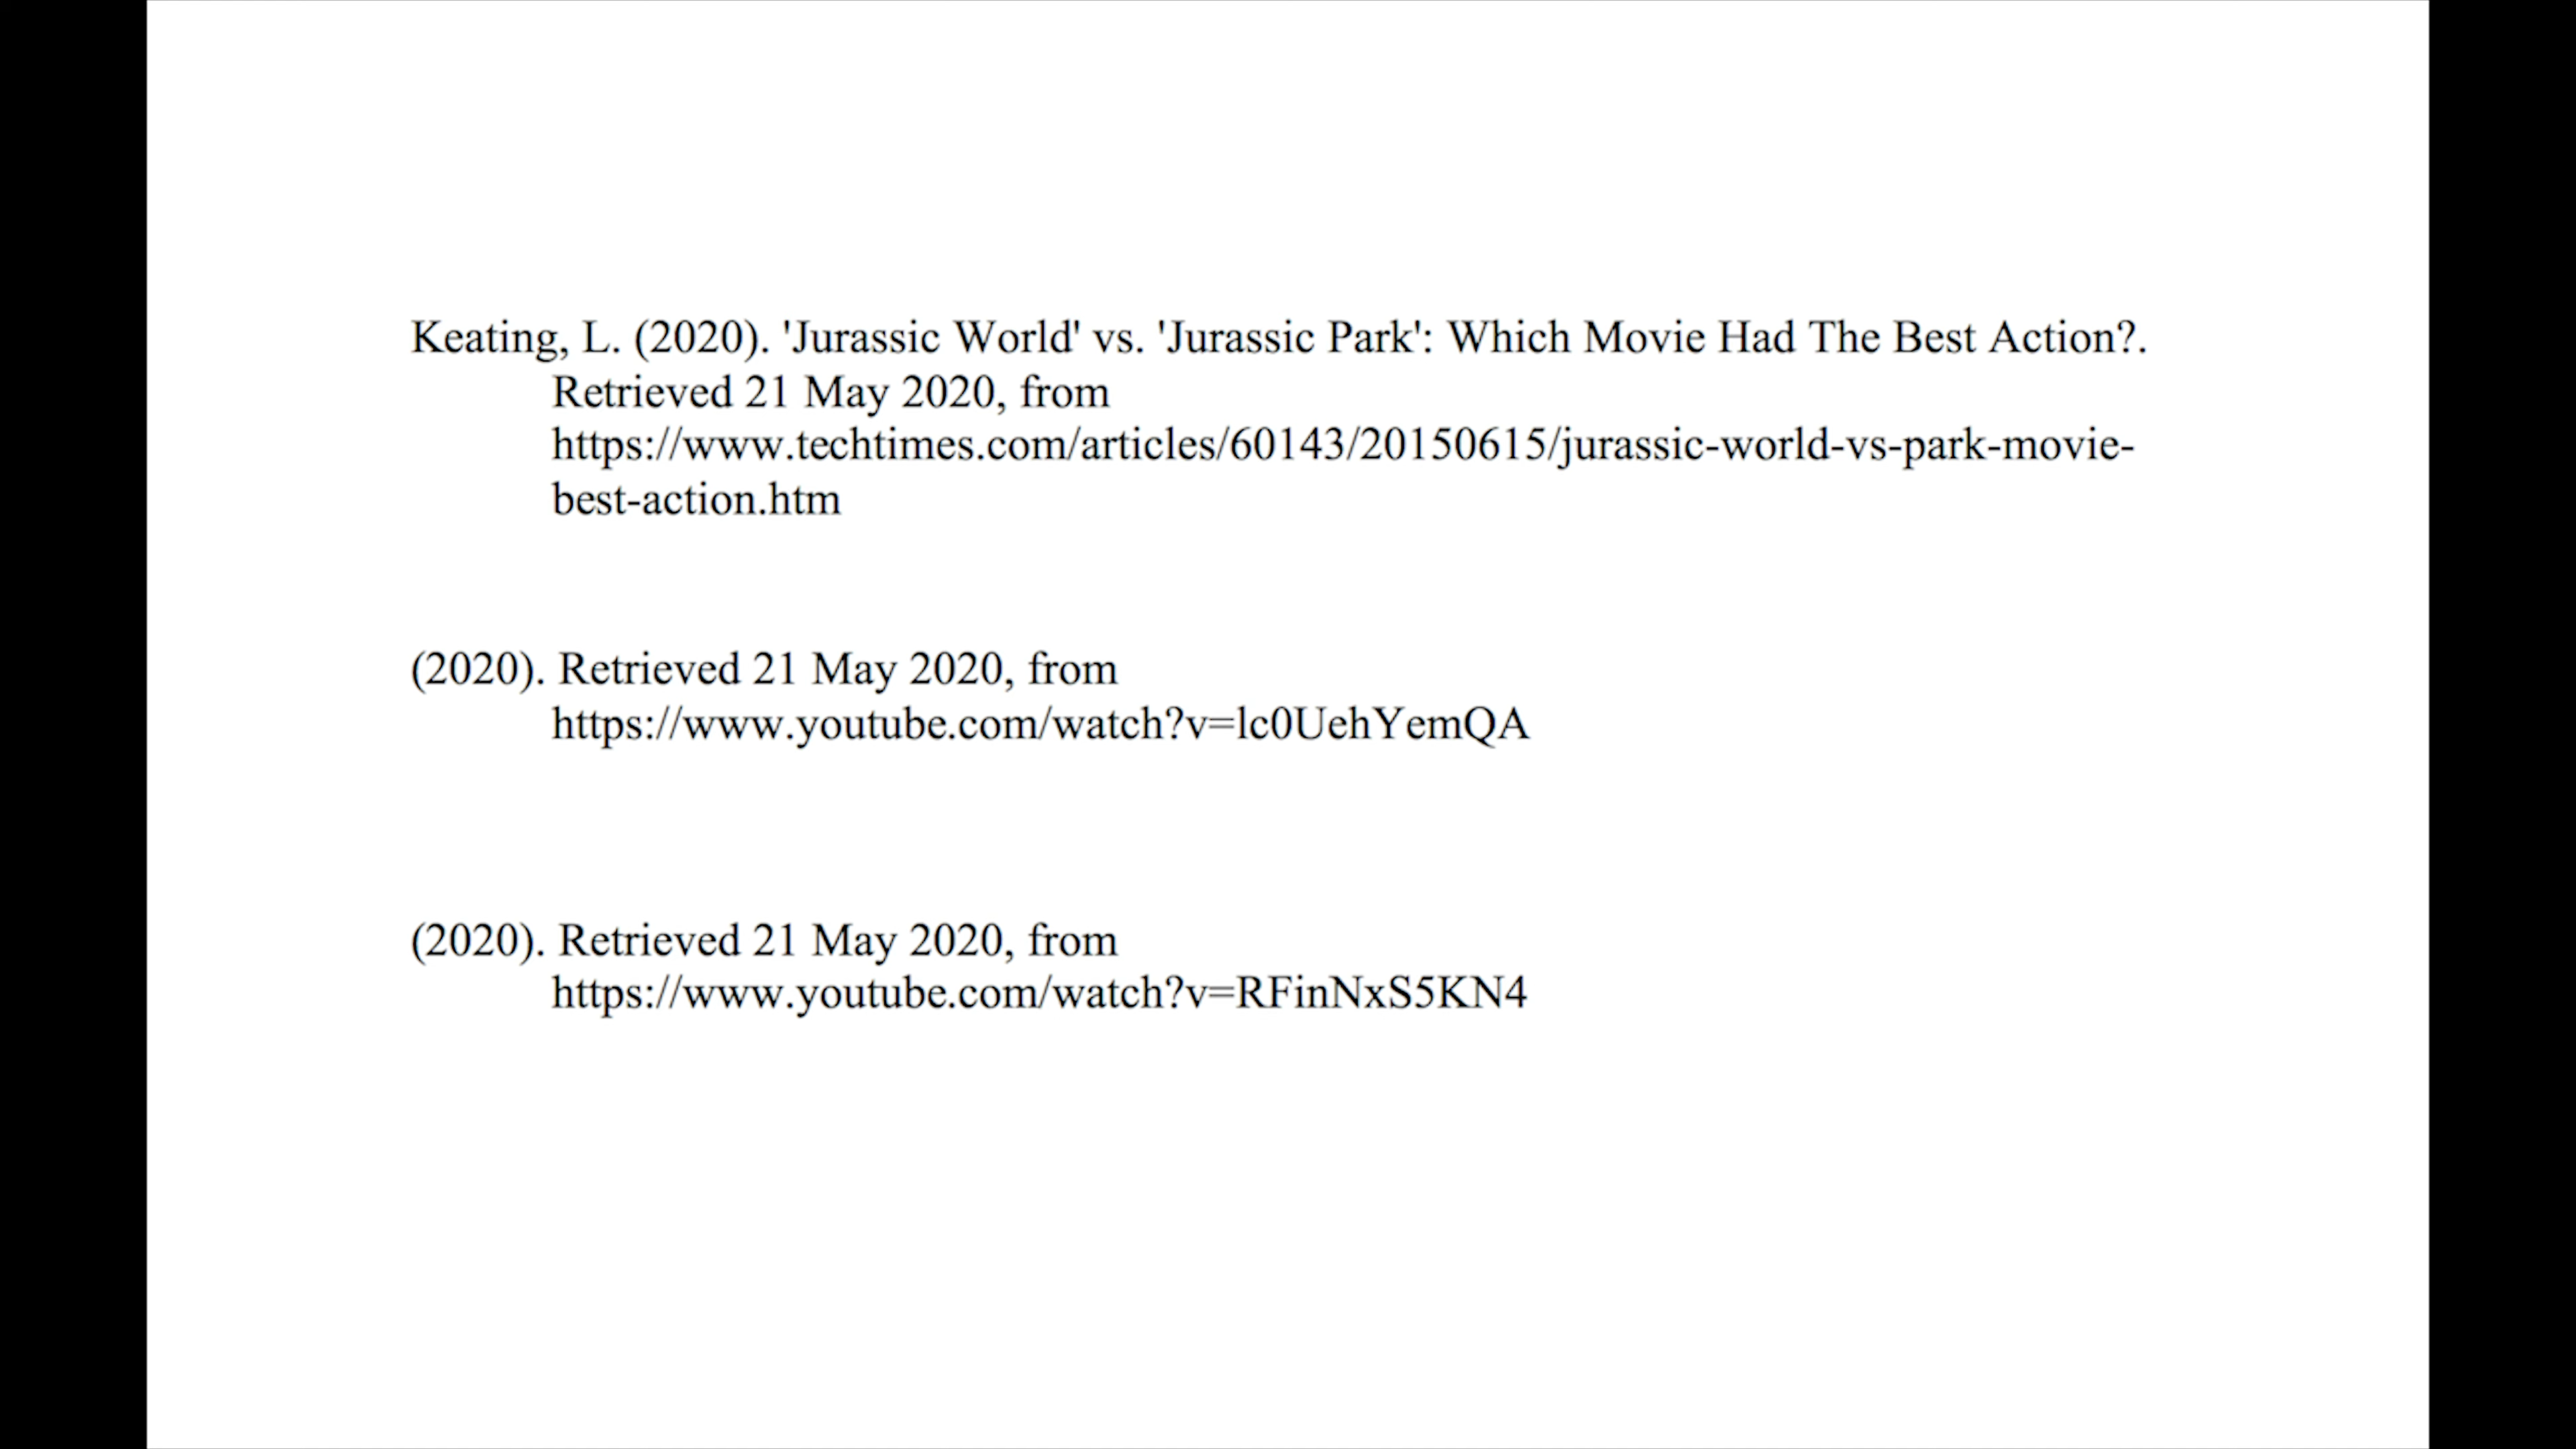 Keating, L. (2020). 'Jurassic World' vs. 'Jurassic Park': Which Movie Had The Best Action?.
Retrieved 21 May 2020, from
https://www.techtimes.com/articles/60143/20150615/jurassic-world-vs-park-movie-
best-action.htm
(2020). Retrieved 21 May 2020, from
https://www.youtube.com/watch?v=lc0UehYemQA
(2020). Retrieved 21 May 2020, from
https://www.youtube.com/watch?v=RFinNxS5KN4